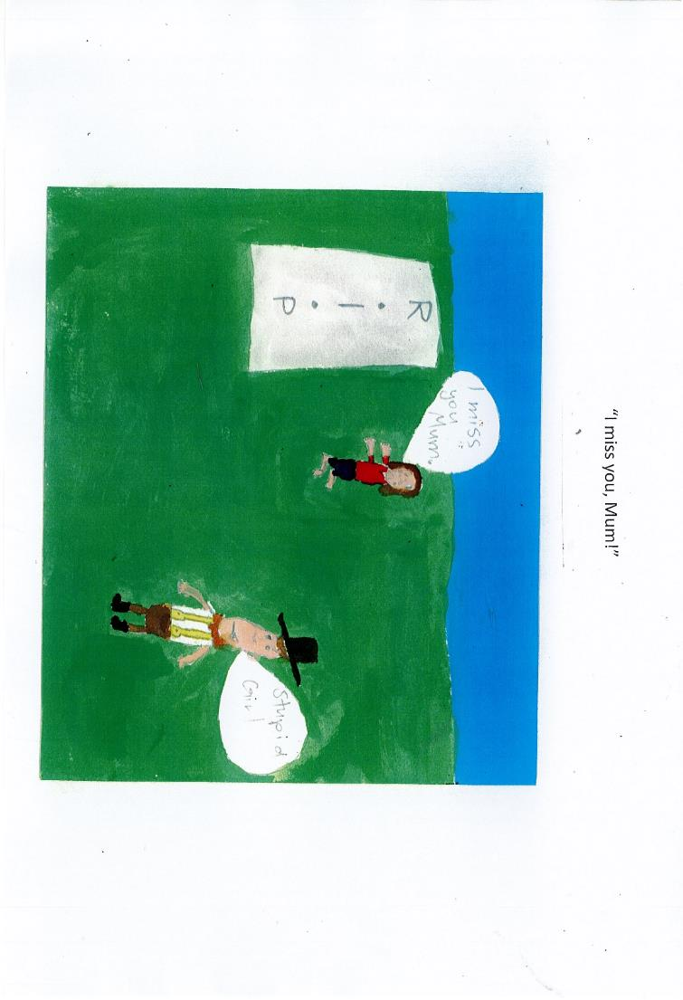 “I miss you, Mum!”
I miss
you Mum.
R • I • P
Stupid
Girl